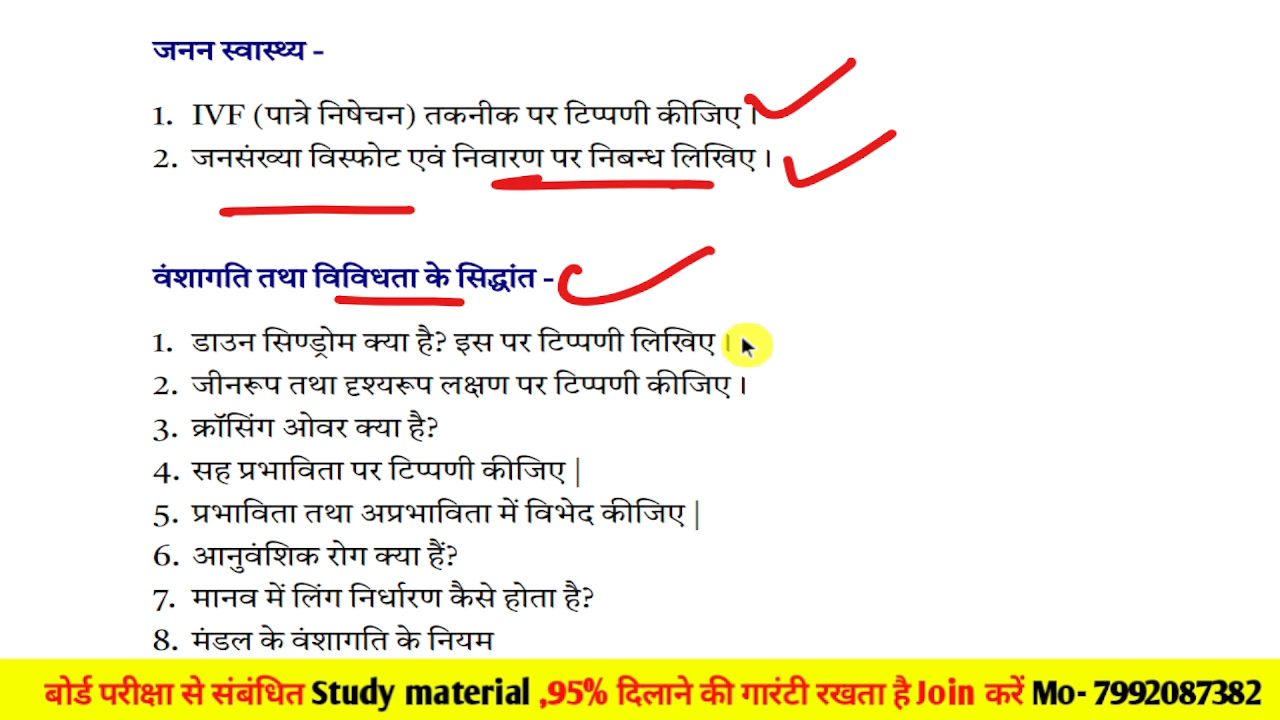 जनन स्वास्थ्य -
1. IVF (पात्रे निषेचन) तकनीक पर टिप्पणी कीजिए ।
2. जनसंख्या विस्फोट एवं निवारण पर निबन्ध लिखिए ।
वंशागति तथा विविधता के सिद्धांत -
1. डाउन सिण्ड्रोम क्या है? इस पर टिप्पणी लिखिए ।
2. जीनरूप तथा दृश्यरूप लक्षण पर टिप्पणी कीजिए ।
3. क्रॉसिंग ओवर क्या है?
4. सह प्रभाविता पर टिप्पणी कीजिए |
5. प्रभाविता तथा अप्रभाविता में विभेद कीजिए |
6. आनुवंशिक रोग क्या हैं?
7. मानव में लिंग निर्धारण कैसे होता है?
8. मंडल के वंशागति के नियम
बोर्ड परीक्षा से संबंधित Study material ,95% दिलाने की गारंटी रखता है Join करें Mo- 7992087382